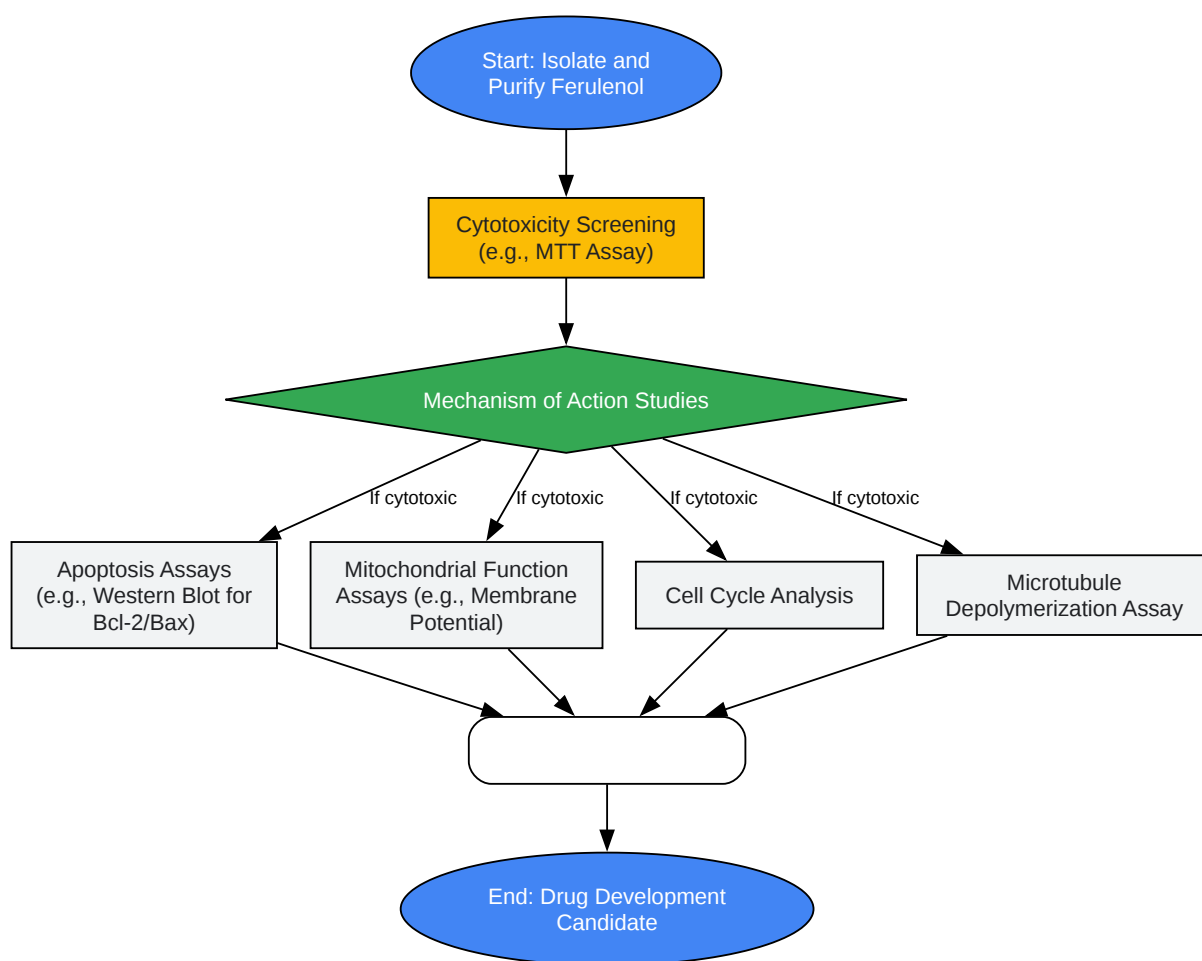 Start: Isolate and
Purify Ferulenol
Cytotoxicity Screening
(e.g., MTT Assay)
Mechanism of Action Studies
If cytotoxic
If cytotoxic
If cytotoxic
If cytotoxic
Apoptosis Assays
(e.g., Western Blot for
Bcl-2/Bax)
Mitochondrial Function
Assays (e.g., Membrane
Potential)
Cell Cycle Analysis
Microtubule
Depolymerization Assay
End: Drug Development
Candidate